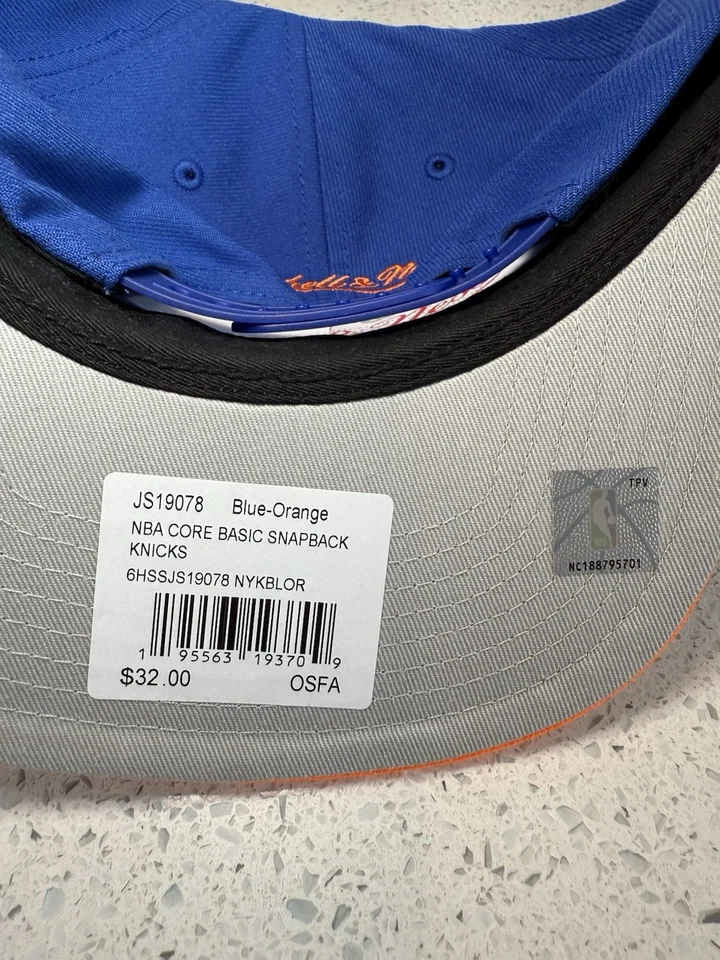 hell & N
JS19078 Blue-Orange
NBA CORE BASIC SNAPBACK
KNICKS
6HSSJS19078 NYKBLOR
1 95563 19370 9
$32.00 OSFA
TPV
NC188795701